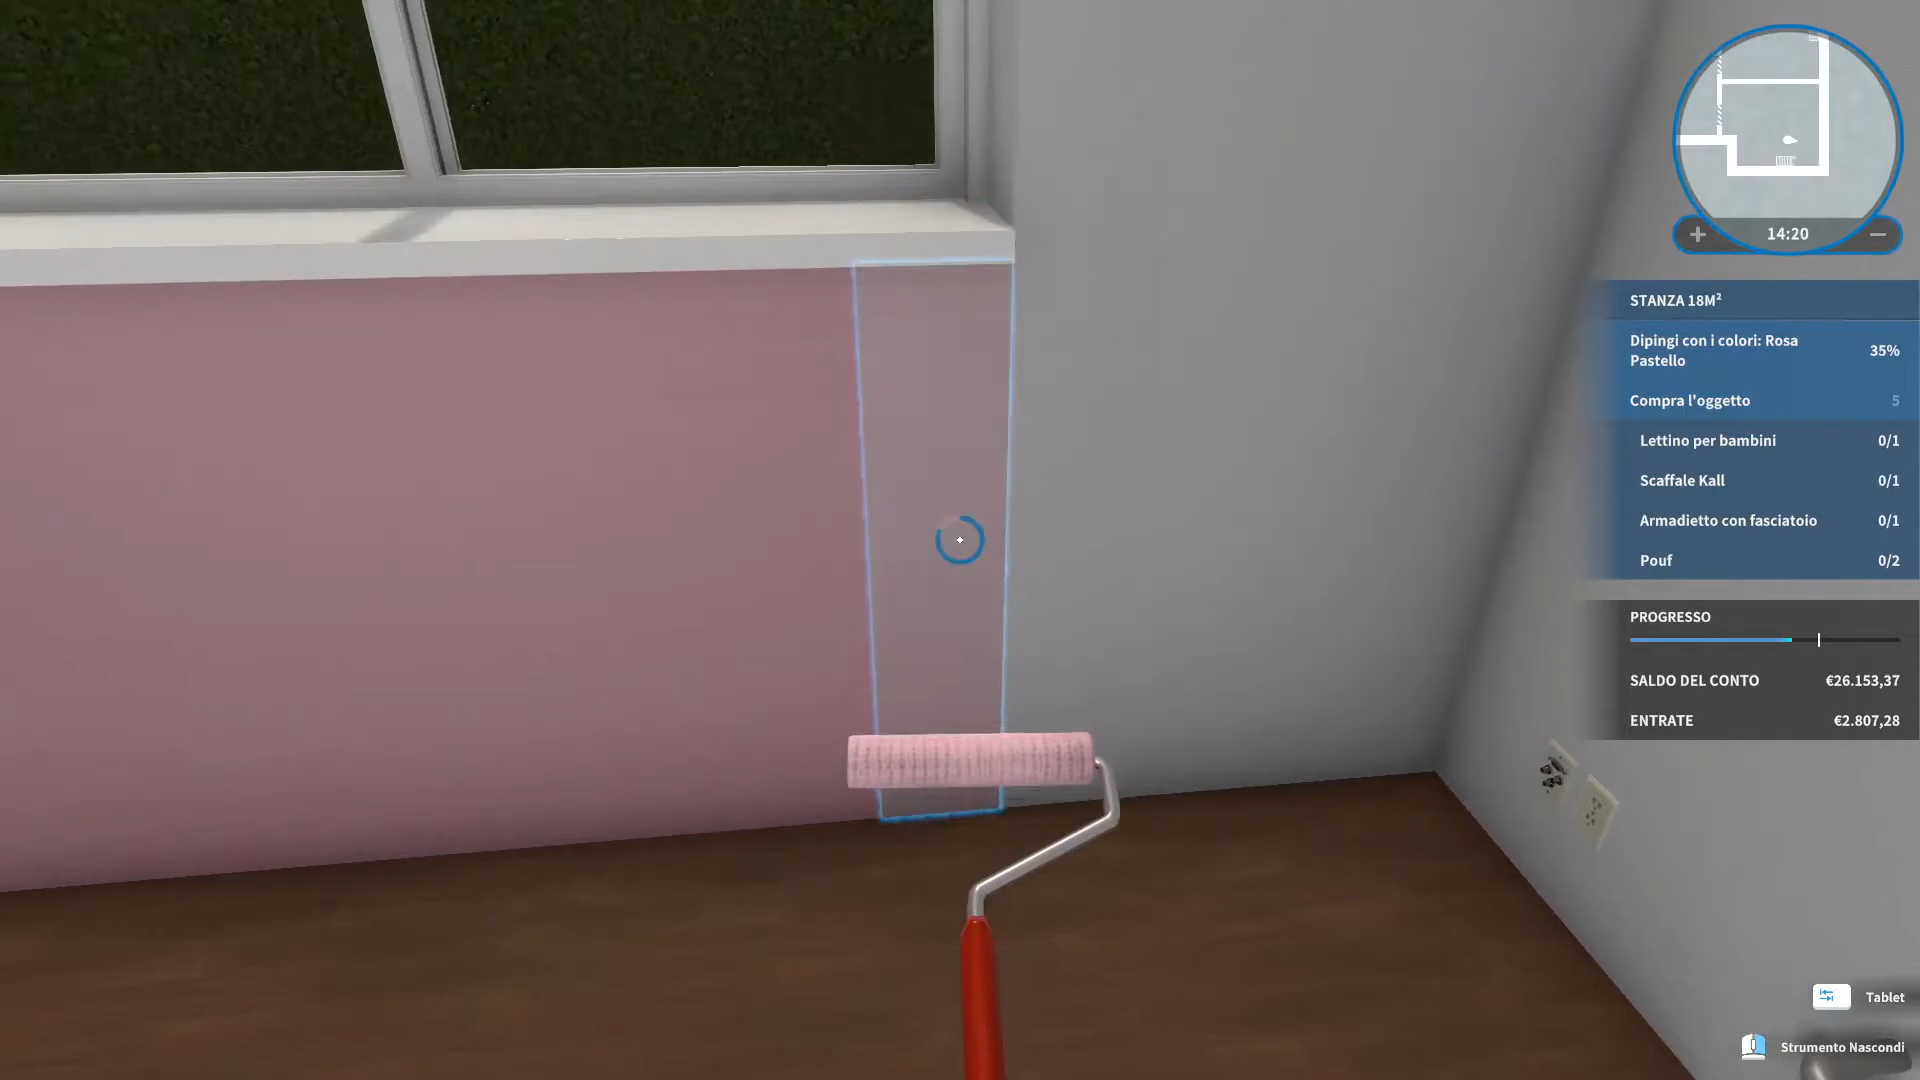 14:20
STANZA 18M²
Dipingi con i colori: Rosa
Pastello
35%
Compra l'oggetto 5
Lettino per bambini 0/1
Scaffale Kall 0/1
Armadietto con fasciatoio 0/1
Pouf 0/2
PROGRESSO
SALDO DEL CONTO €26.153,37
ENTRATE €2.807,28
Tablet
Strumento Nascondi